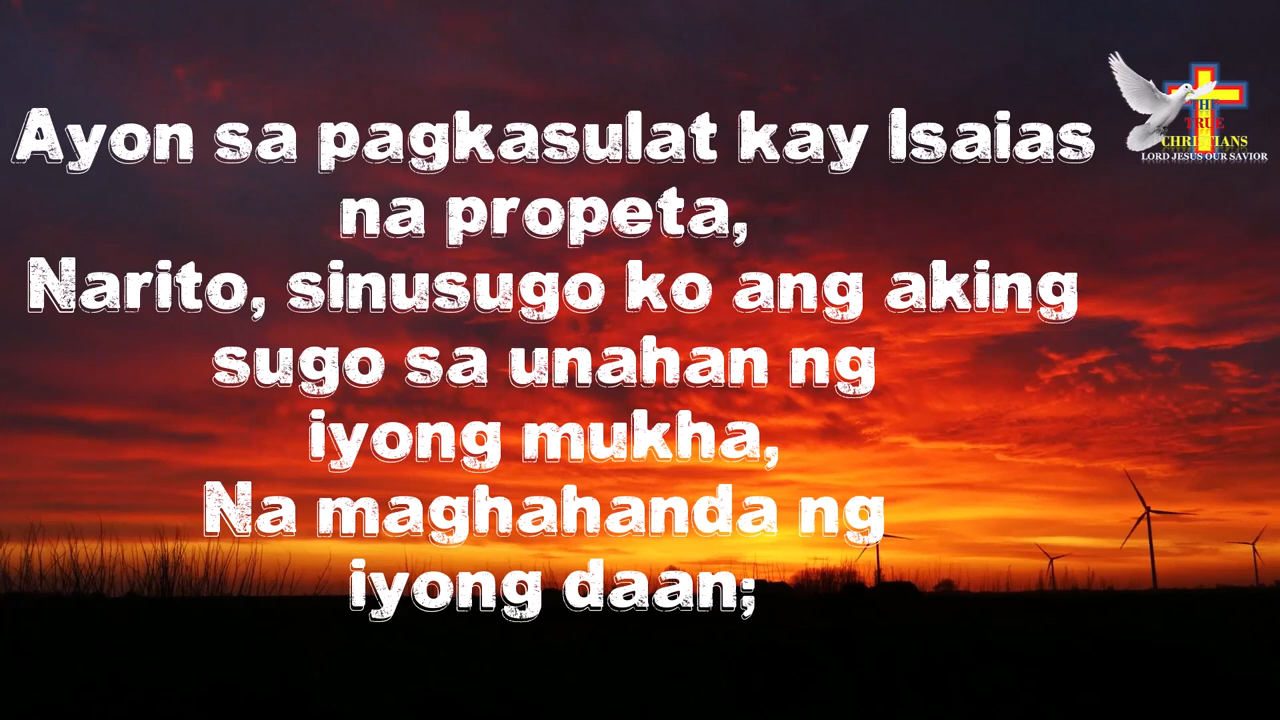 Ayon sa pagkasulat kay Isaias
na propeta,
Narito, sinusugo ko ang aking
sugo sa unahan ng
iyong mukha,
Na maghahanda ng
iyong daan;
THE
TRUE
CHRISTIANS
LORD JESUS OUR SAVIOR